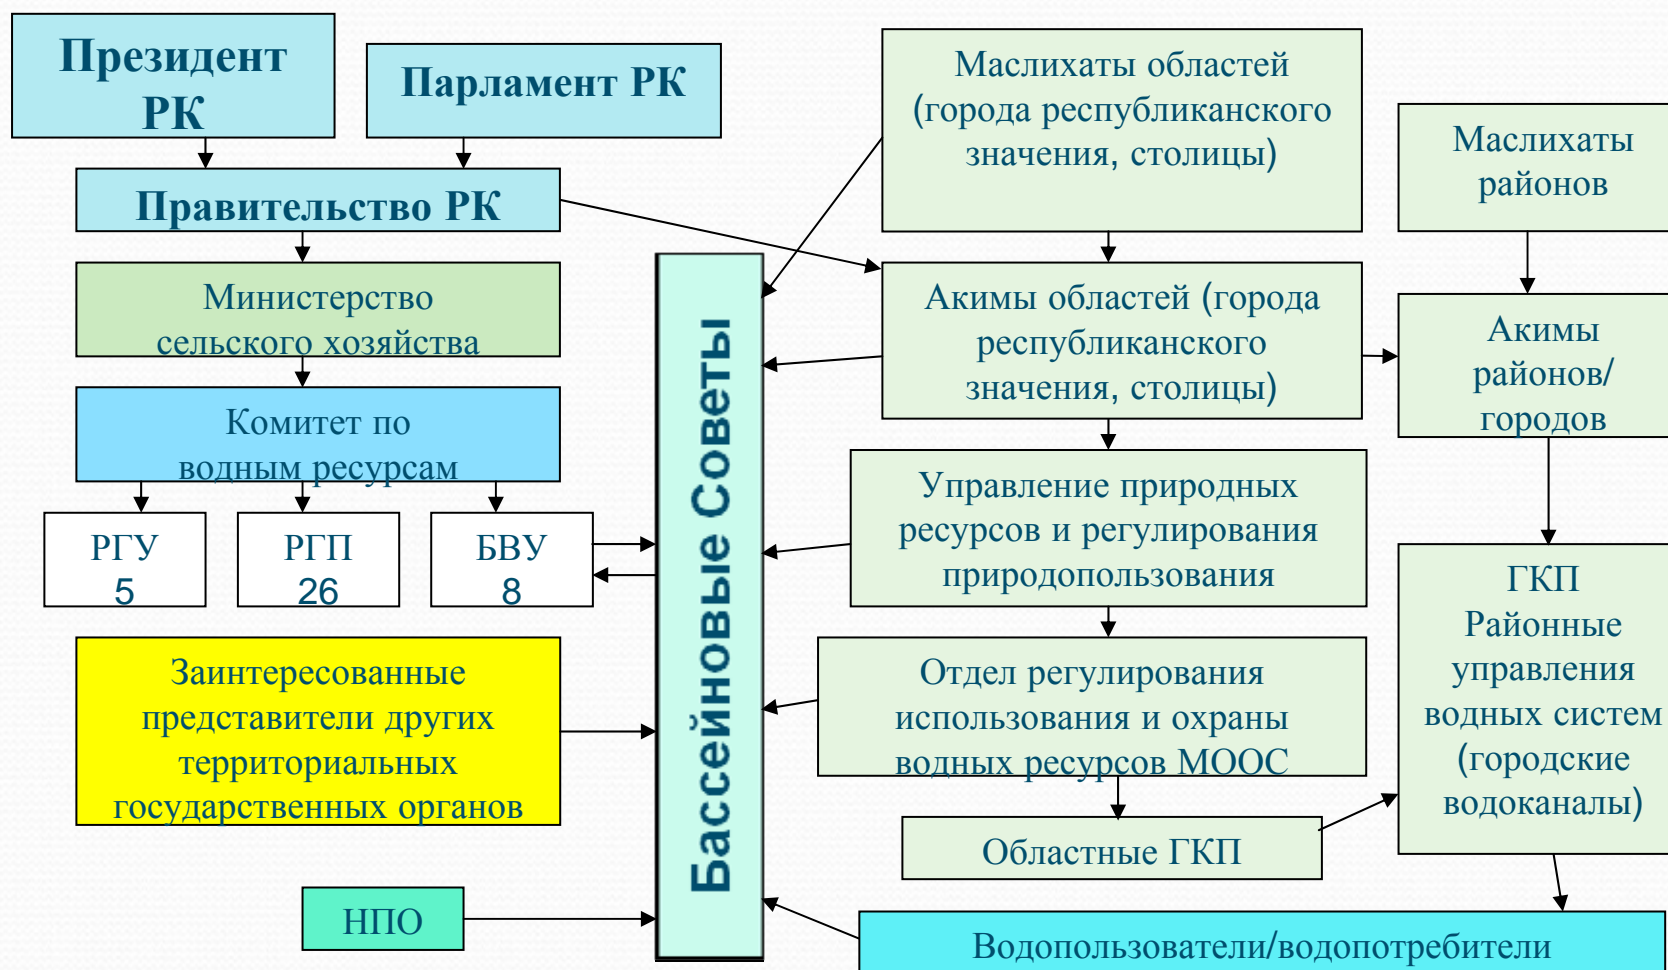 Президент
РК
Парламент РК
Правительство РК
Министерство
сельского хозяйства
Комитет по
водным ресурсам
РГУ
5
РГП
26
БВУ
8
Заинтересованные
представители других
территориальных
государственных органов
НПО
Бассейновые Советы
Маслихаты областей
(города республиканского
значения, столицы)
Акимы областей (города
республиканского
значения, столицы)
Управление природных
ресурсов и регулирования
природопользования
Отдел регулирования
использования и охраны
водных ресурсов МООС
Областные ГКП
Маслихаты
районов
Акимы
районов/
городов
ГКП
Районные
управления
водных систем
(городские
водоканалы)
Водопользователи/водопотребители